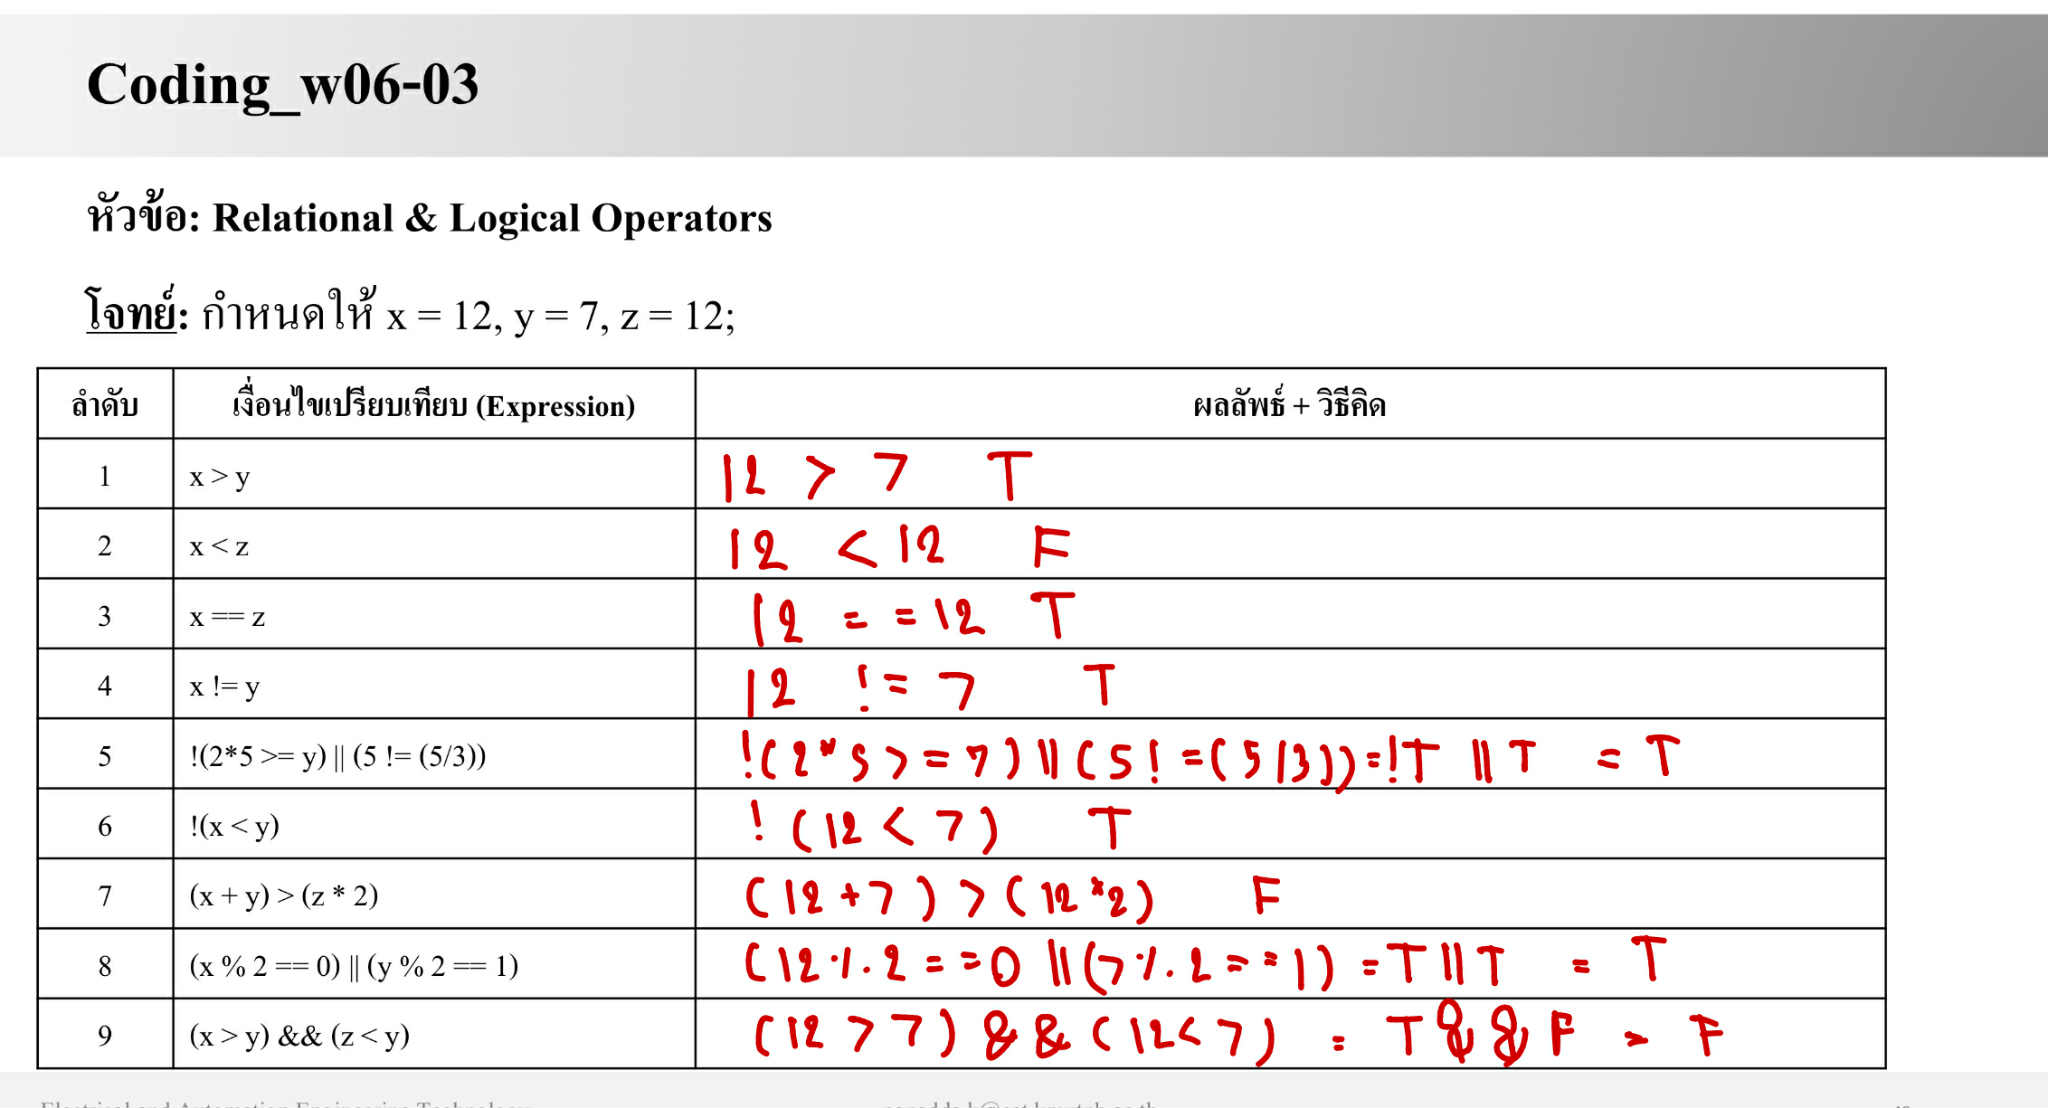 Coding_w06-03
หัวข้อ: Relational & Logical Operators
โจทย์: กำหนดให้ x = 12, y = 7, z = 12;
ลำดับ เงื่อนไขเปรียบเทียบ (Expression) ผลลัพธ์ + วิธีคิด
1 x > y 12 > 7 T
2 x < z 12 < 12 F
3 x == z 12 == 12 T
4 x != y 12 != 7 T
5 !(2*5 >= y) || (5 != (5/3)) !(2*5>=7)||(5!=(5/3))=!T || T = T
6 !(x < y) !(12<7) T
7 (x + y) > (z * 2) (12+7)>(12*2) F
8 (x % 2 == 0) || (y % 2 == 1) (12%2==0 ||(7%2==1)=T||T = T
9 (x > y) && (z < y) (12>7)&&(12<7) = T&&F = F